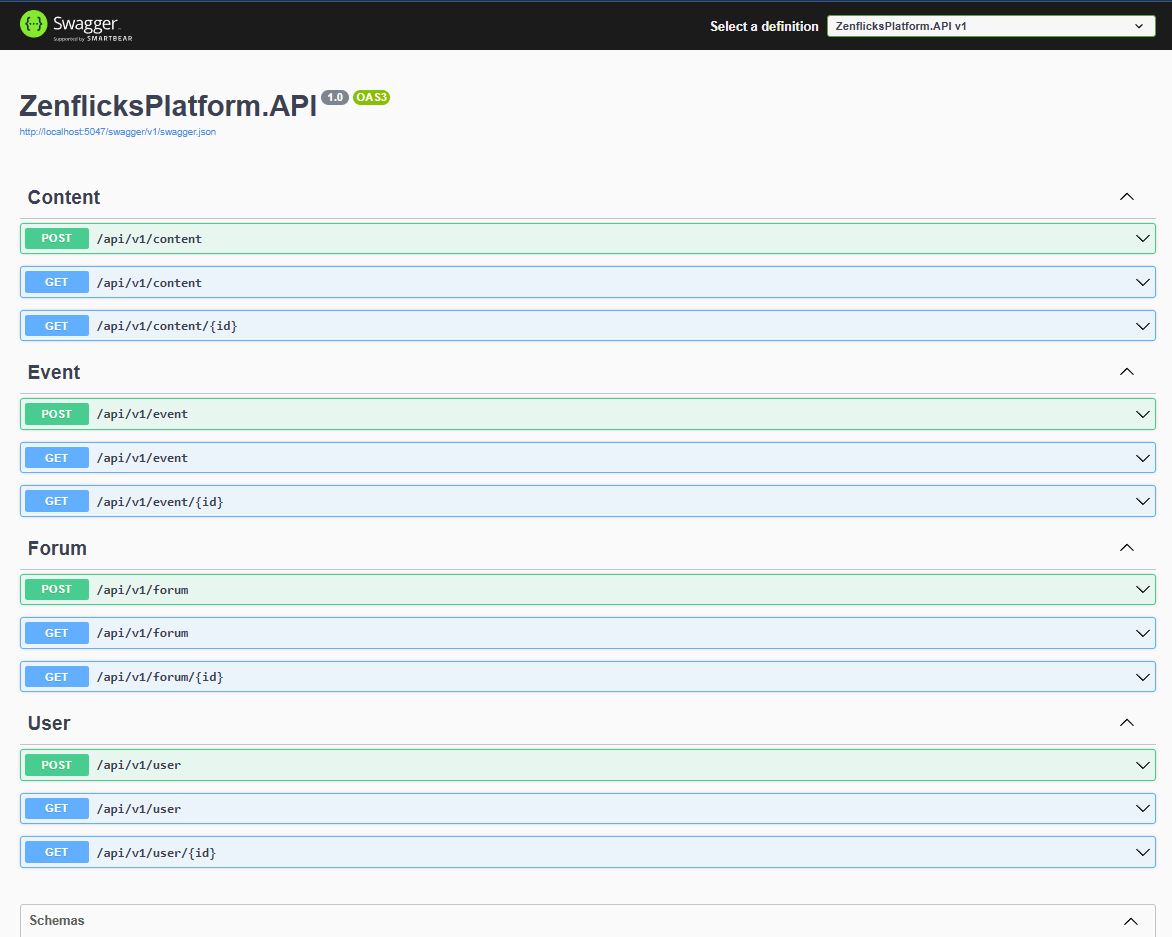 Swagger
Supported by SMARTBEAR
Select a definition
ZenflicksPlatform.API v1
ZenflicksPlatform.API 1.0 OAS3
http://localhost:5047/swagger/v1/swagger.json
Content
POST /api/v1/content
GET /api/v1/content
GET /api/v1/content/{id}
Event
POST /api/v1/event
GET /api/v1/event
GET /api/v1/event/{id}
Forum
POST /api/v1/forum
GET /api/v1/forum
GET /api/v1/forum/{id}
User
POST /api/v1/user
GET /api/v1/user
GET /api/v1/user/{id}
Schemas